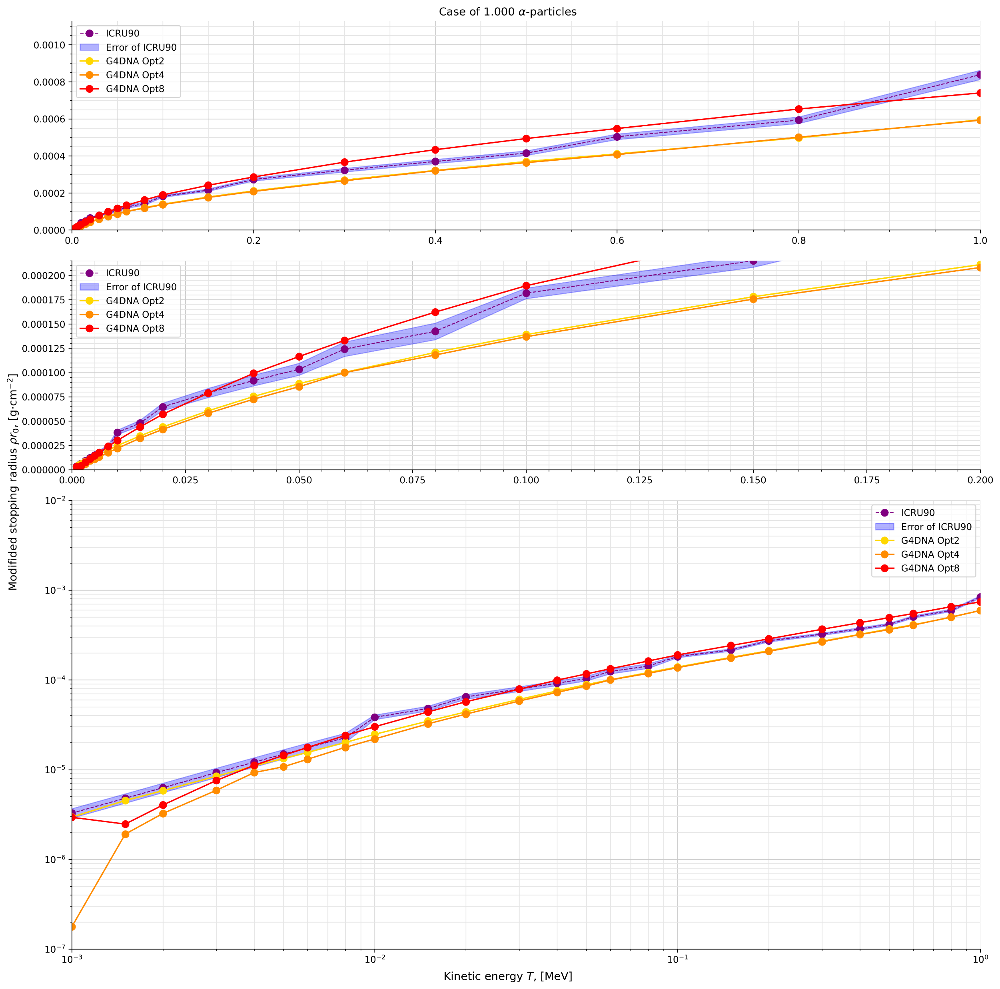 Case of 1.000 α-particles
ICRU90
Error of ICRU90
G4DNA Opt2
G4DNA Opt4
G4DNA Opt8
0.0010
0.0008
0.0006
0.0004
0.0002
0.0000
0.0 0.2 0.4 0.6 0.8 1.0
ICRU90
Error of ICRU90
G4DNA Opt2
G4DNA Opt4
G4DNA Opt8
0.000200
0.000175
0.000150
0.000125
0.000100
0.000075
0.000050
0.000025
0.000000
0.000 0.025 0.050 0.075 0.100 0.125 0.150 0.175 0.200
Modifided stopping radius ρr₀, [g·cm⁻²]
ICRU90
Error of ICRU90
G4DNA Opt2
G4DNA Opt4
G4DNA Opt8
10⁻²
10⁻³
10⁻⁴
10⁻⁵
10⁻⁶
10⁻⁷
10⁻³ 10⁻² 10⁻¹ 10⁰
Kinetic energy T, [MeV]